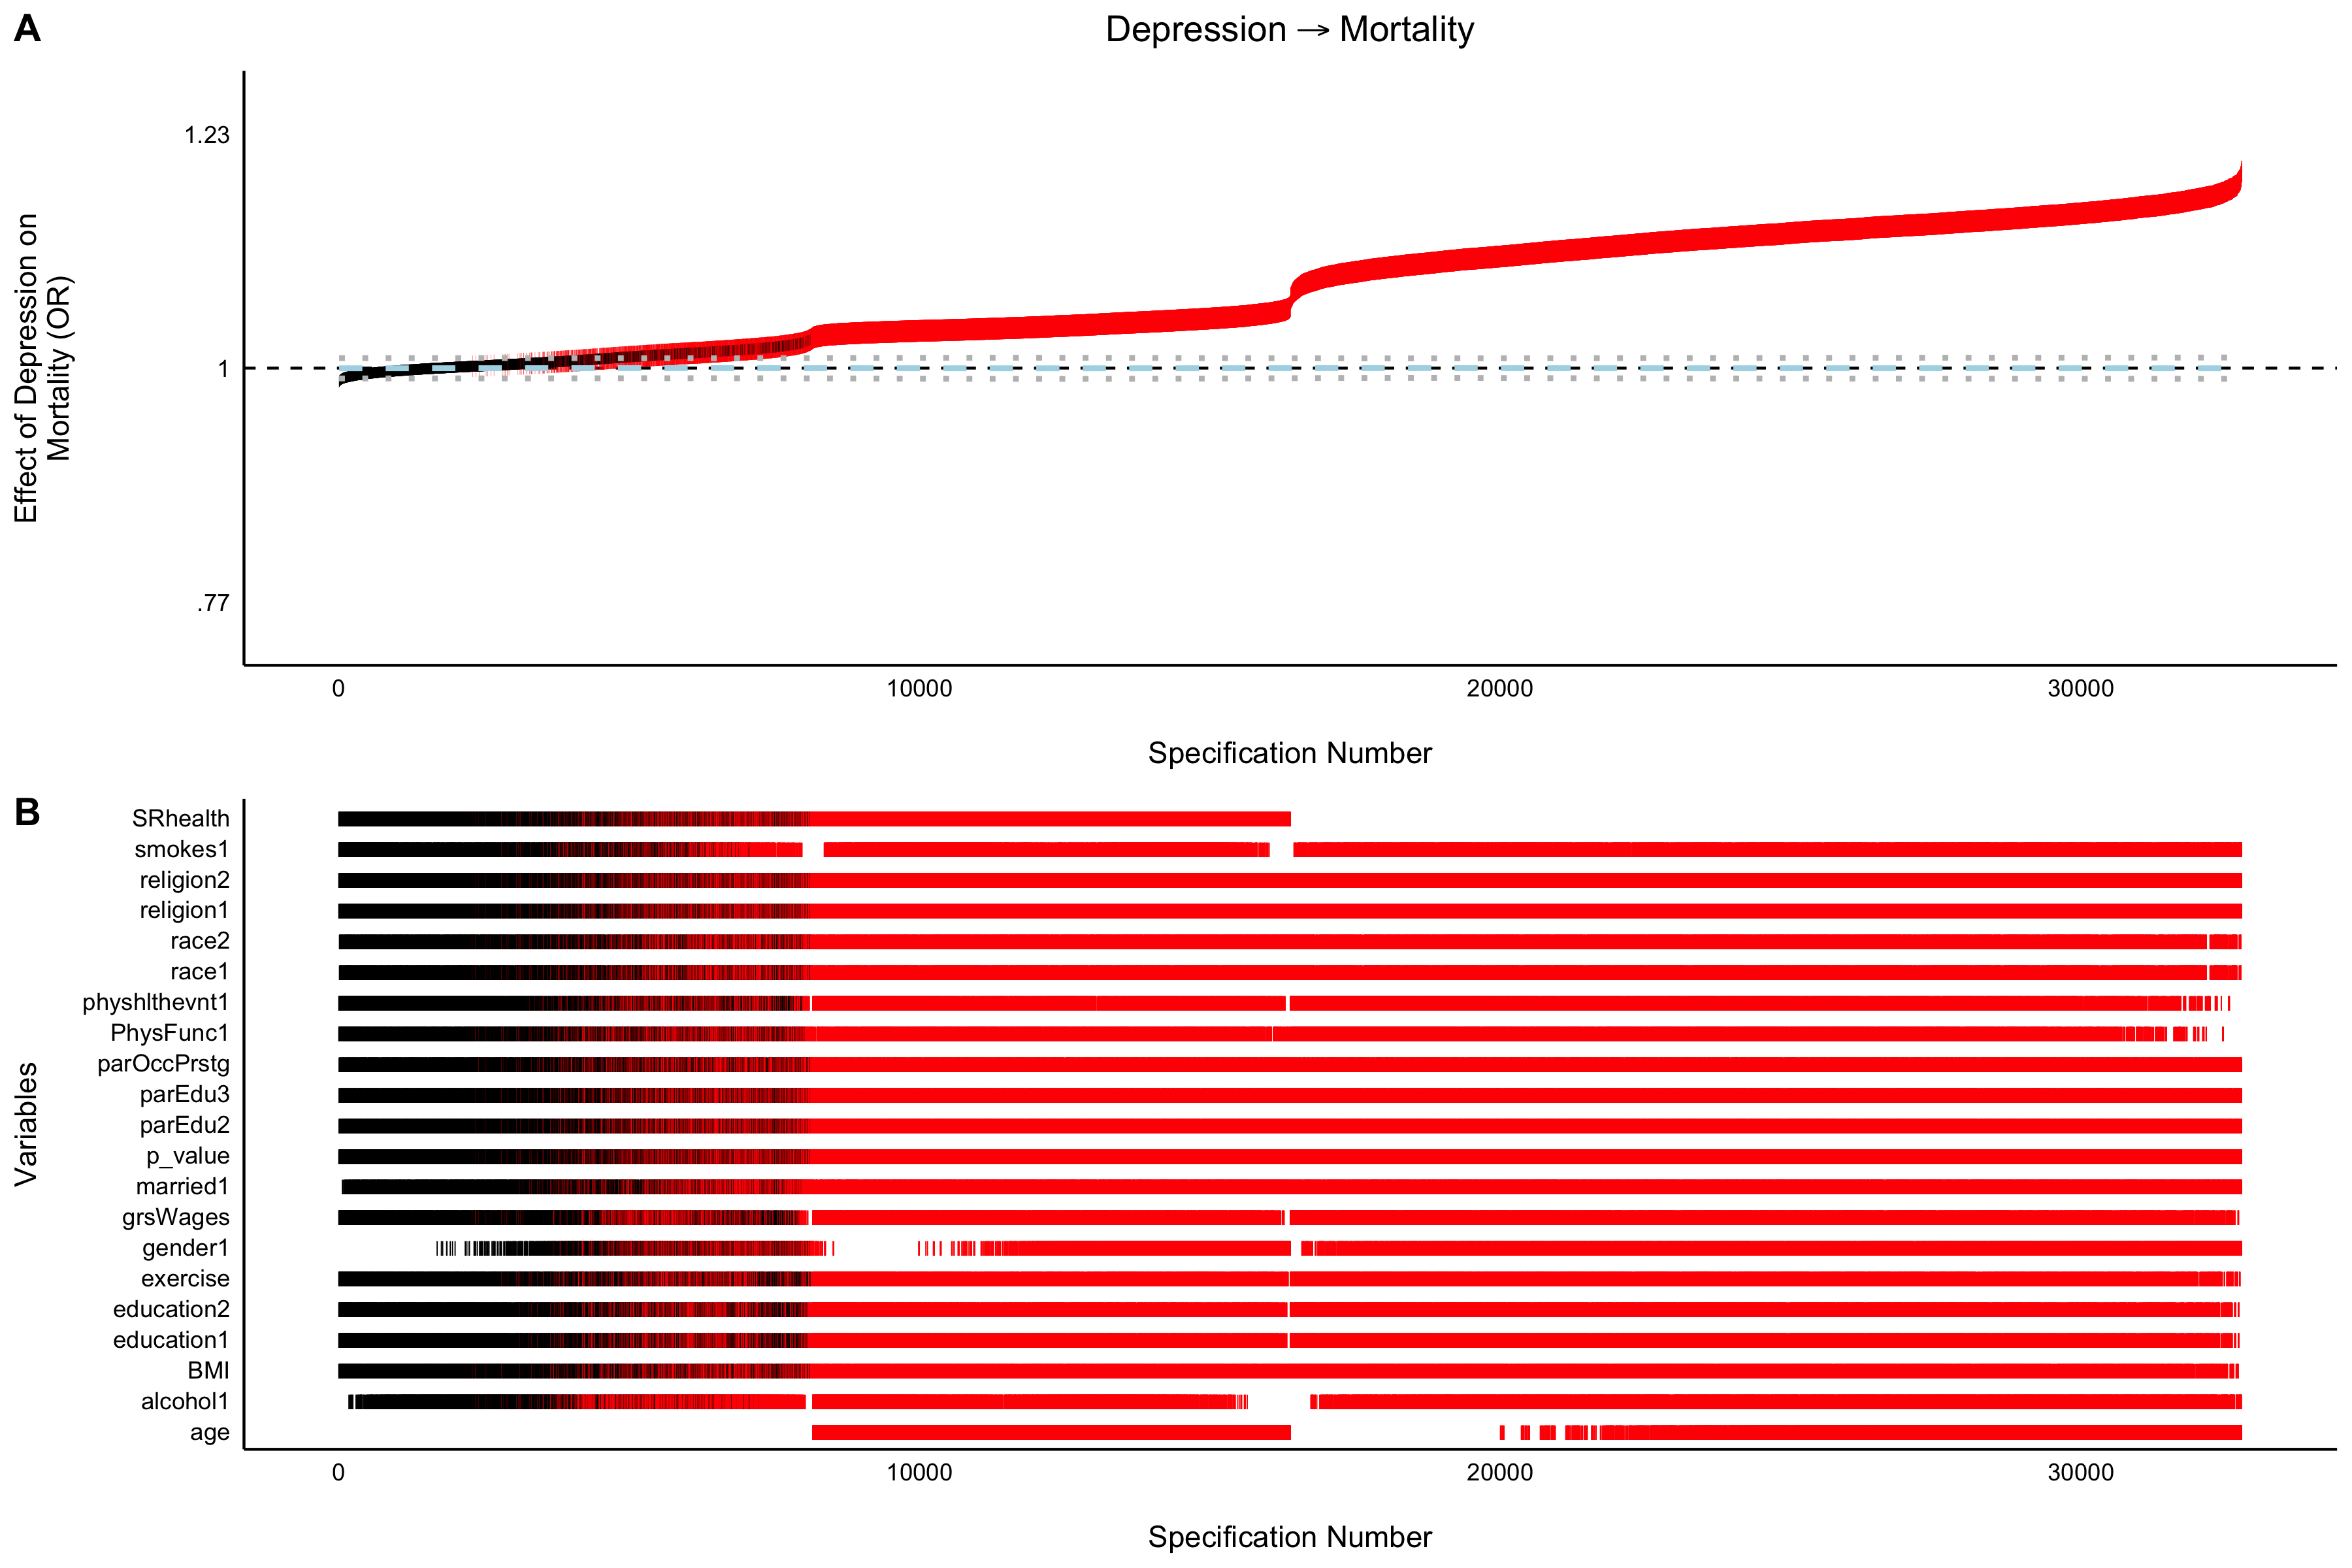 A
Depression → Mortality
Effect of Depression on
Mortality (OR)
1.23
1
.77
0 10000 20000 30000
Specification Number
B
Variables
SRhealth
smokes1
religion2
religion1
race2
race1
physhlthevnt1
PhysFunc1
parOccPrstg
parEdu3
parEdu2
p_value
married1
grsWages
gender1
exercise
education2
education1
BMI
alcohol1
age
0 10000 20000 30000
Specification Number